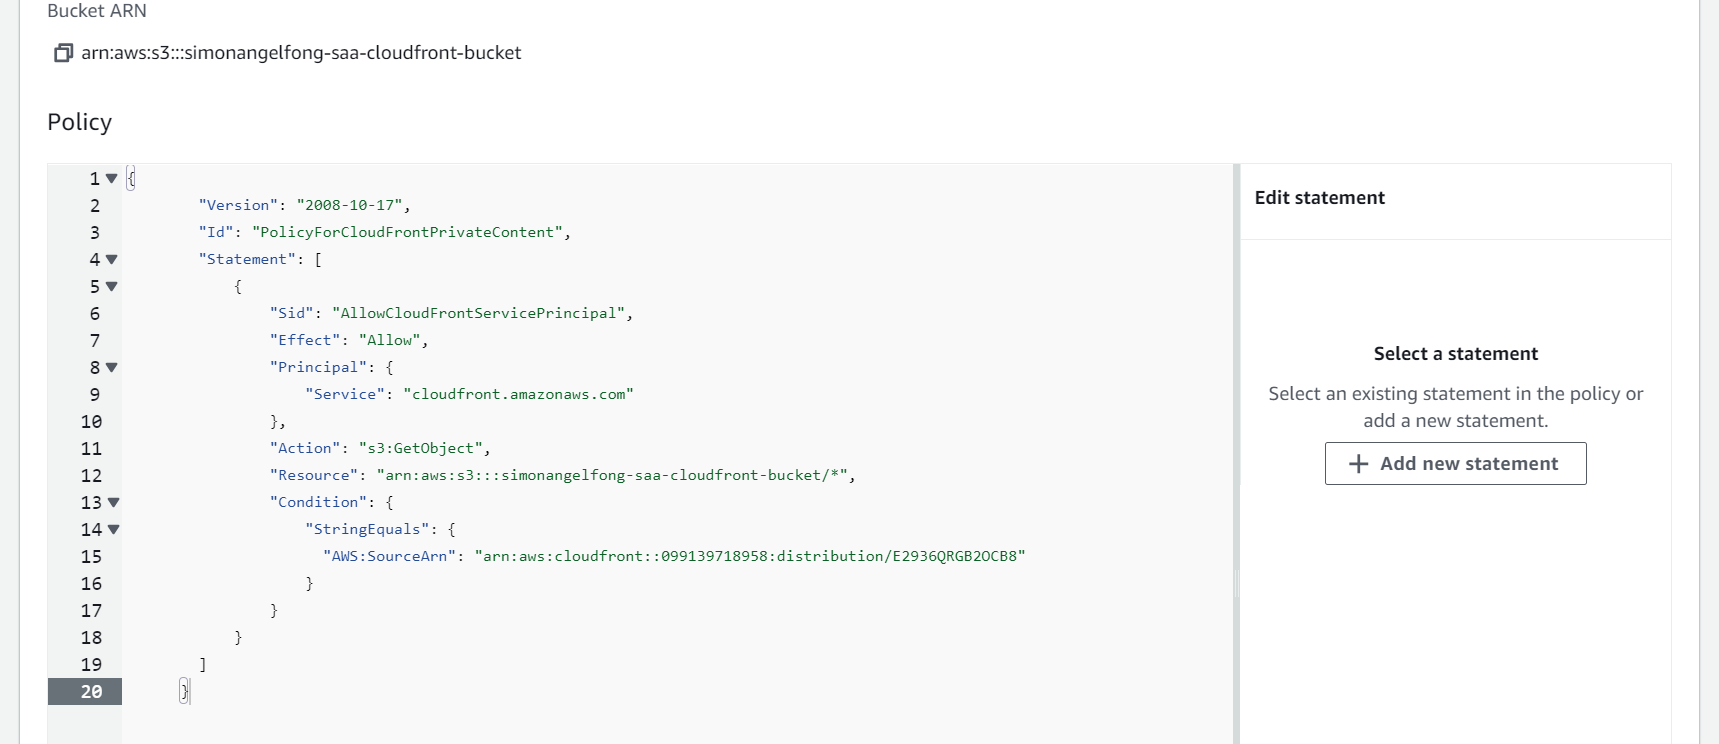 Bucket ARN
arn:aws:s3:::simonangelfong-saa-cloudfront-bucket
Policy
1 {
2 "Version": "2008-10-17",
3 "Id": "PolicyForCloudFrontPrivateContent",
4 "Statement": [
5 {
6 "Sid": "AllowCloudFrontServicePrincipal",
7 "Effect": "Allow",
8 "Principal": {
9 "Service": "cloudfront.amazonaws.com"
10 },
11 "Action": "s3:GetObject",
12 "Resource": "arn:aws:s3:::simonangelfong-saa-cloudfront-bucket/*",
13 "Condition": {
14 "StringEquals": {
15 "AWS:SourceArn": "arn:aws:cloudfront::099139718958:distribution/E2936QRGB2OCB8"
16 }
17 }
18 }
19 ]
20 }
Edit statement
Select a statement
Select an existing statement in the policy or
add a new statement.
+ Add new statement